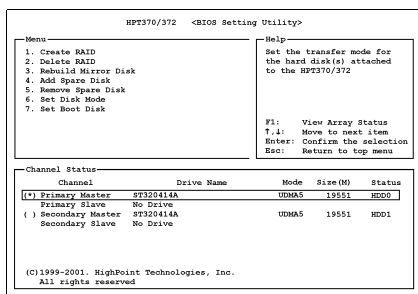 HPT370/372 <BIOS Setting Utility>
Menu
1. Create RAID
2. Delete RAID
3. Rebuild Mirror Disk
4. Add Spare Disk
5. Remove Spare Disk
6. Set Disk Mode
7. Set Boot Disk
Help
Set the transfer mode for
the hard disk(s) attached
to the HPT370/372
F1: View Array Status
↑,↓: Move to next item
Enter: Confirm the selection
Esc: Return to top menu
Channel Status
Channel Drive Name Mode Size(M) Status
(*) Primary Master ST320414A UDMA5 19551 HDD0
Primary Slave No Drive
( ) Secondary Master ST320414A UDMA5 19551 HDD1
Secondary Slave No Drive
(C)1999-2001. HighPoint Technologies, Inc.
All rights reserved